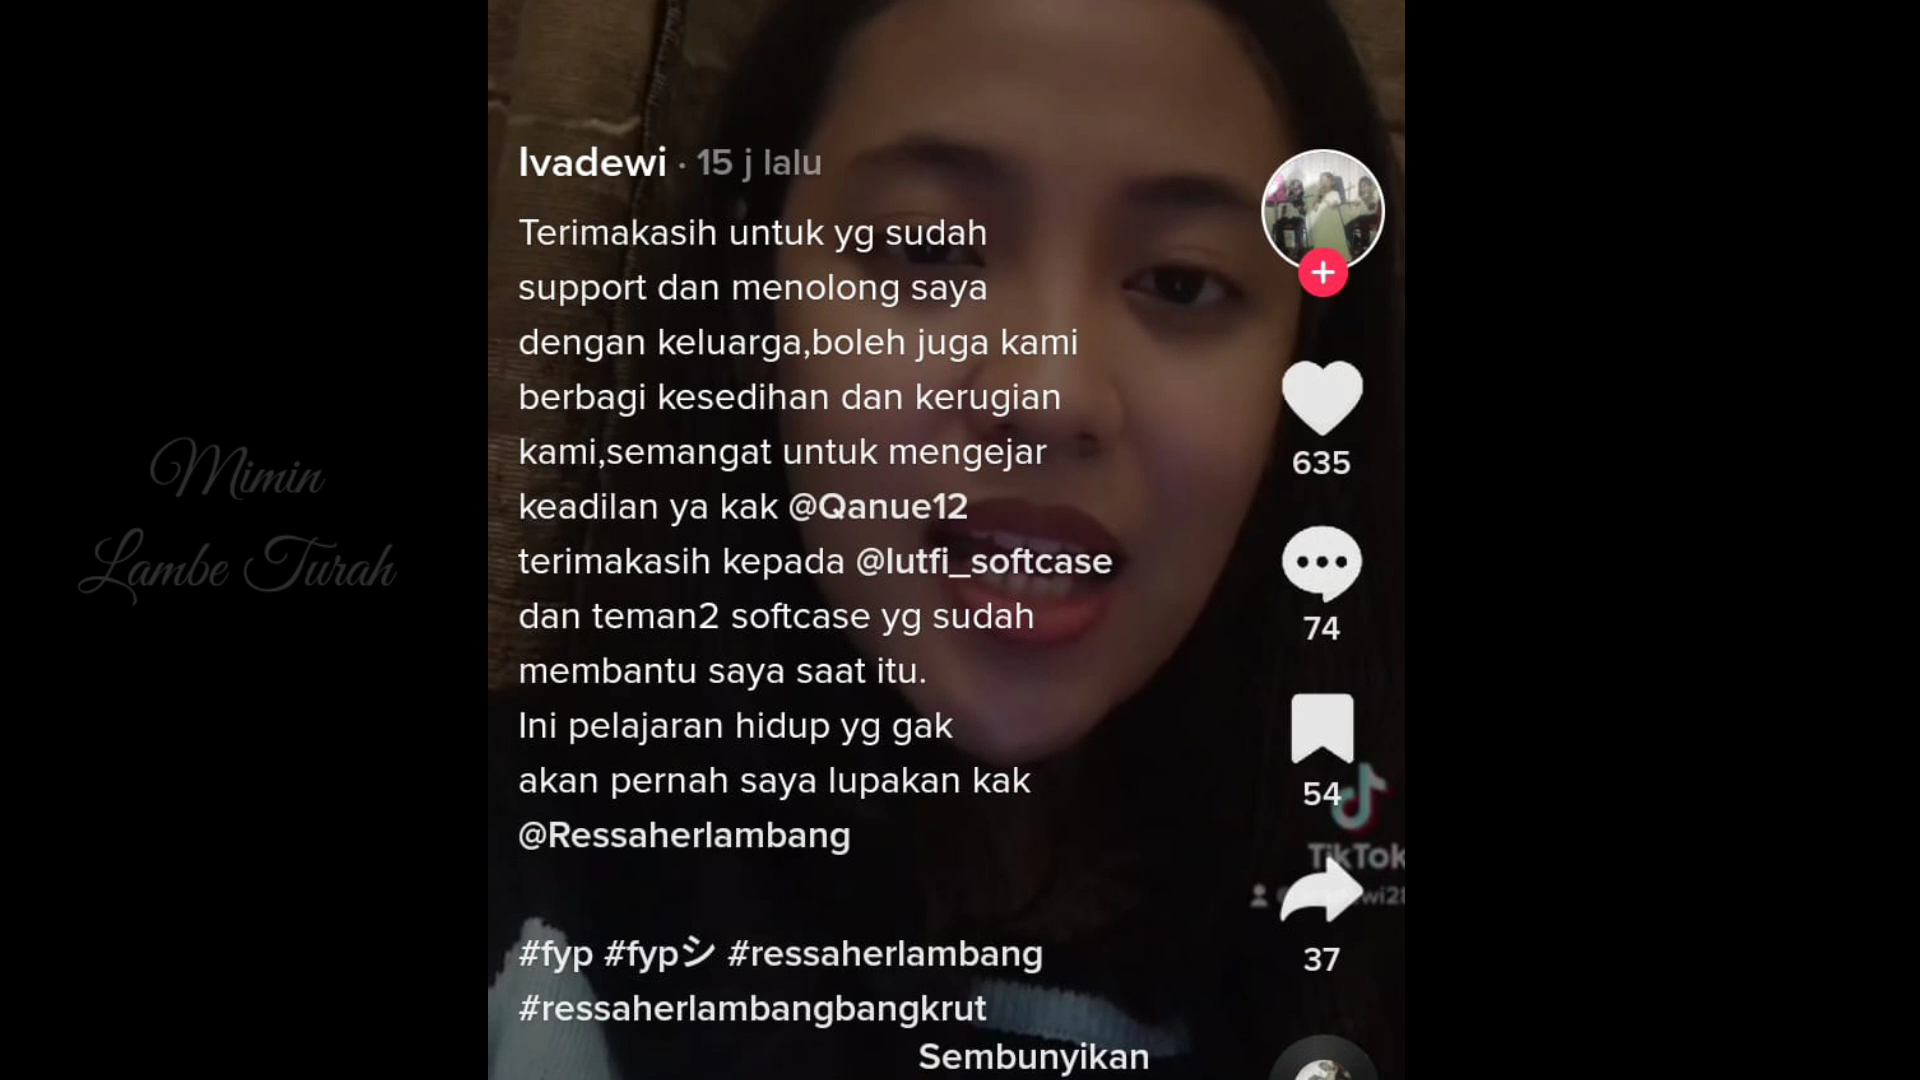 Mimin
Lambe Turah
Ivadewi · 15 j lalu
Terimakasih untuk yg sudah
support dan menolong saya
dengan keluarga,boleh juga kami
berbagi kesedihan dan kerugian
kami,semangat untuk mengejar
keadilan ya kak @Qanue12
terimakasih kepada @lutfi_softcase
dan teman2 softcase yg sudah
membantu saya saat itu.
Ini pelajaran hidup yg gak
akan pernah saya lupakan kak
@Ressaherlambang
#fyp #fypシ #ressaherlambang
#ressaherlambangbangkrut
Sembunyikan
635
74
54
TikTok
37